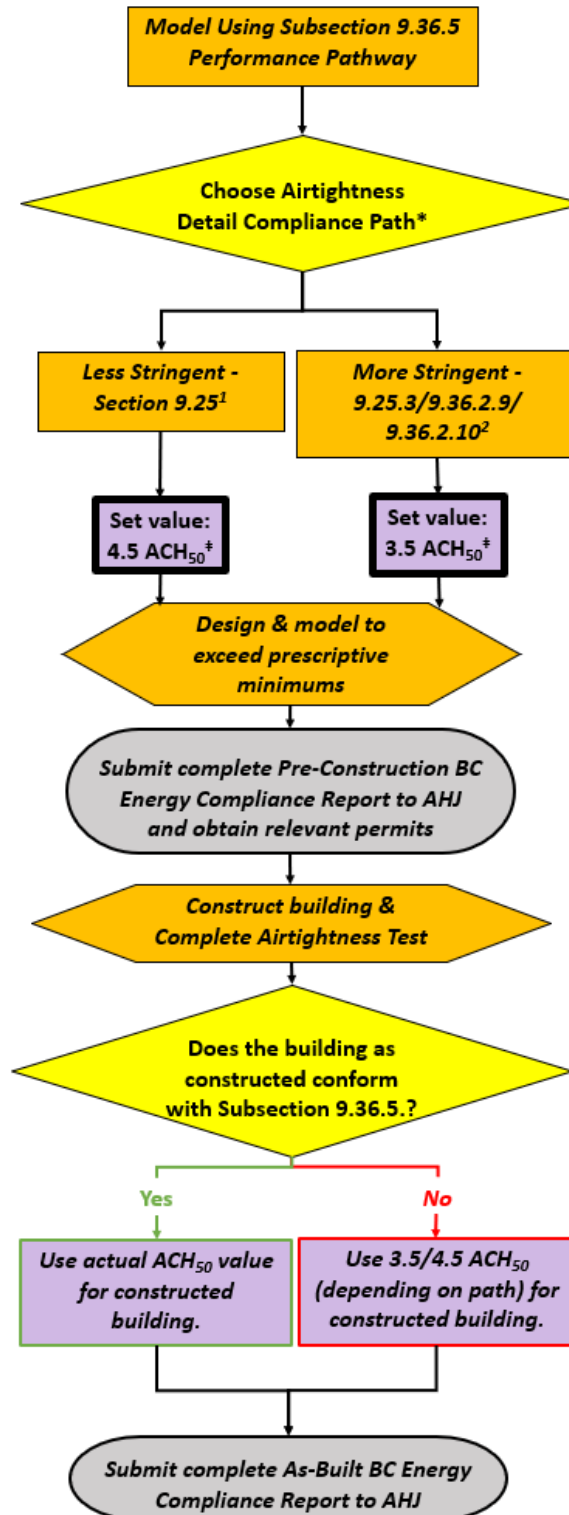 Model Using Subsection 9.36.5
Performance Pathway
Choose Airtightness
Detail Compliance Path*
Less Stringent -
Section 9.25¹
More Stringent -
9.25.3/9.36.2.9/
9.36.2.10²
Set value:
4.5 ACH₅₀ǂ
Set value:
3.5 ACH₅₀ǂ
Design & model to
exceed prescriptive
minimums
Submit complete Pre-Construction BC
Energy Compliance Report to AHJ
and obtain relevant permits
Construct building &
Complete Airtightness Test
Does the building as
constructed conform
with Subsection 9.36.5.?
Yes
No
Use actual ACH₅₀ value
for constructed
building.
Use 3.5/4.5 ACH₅₀
(depending on path) for
constructed building.
Submit complete As-Built BC Energy
Compliance Report to AHJ